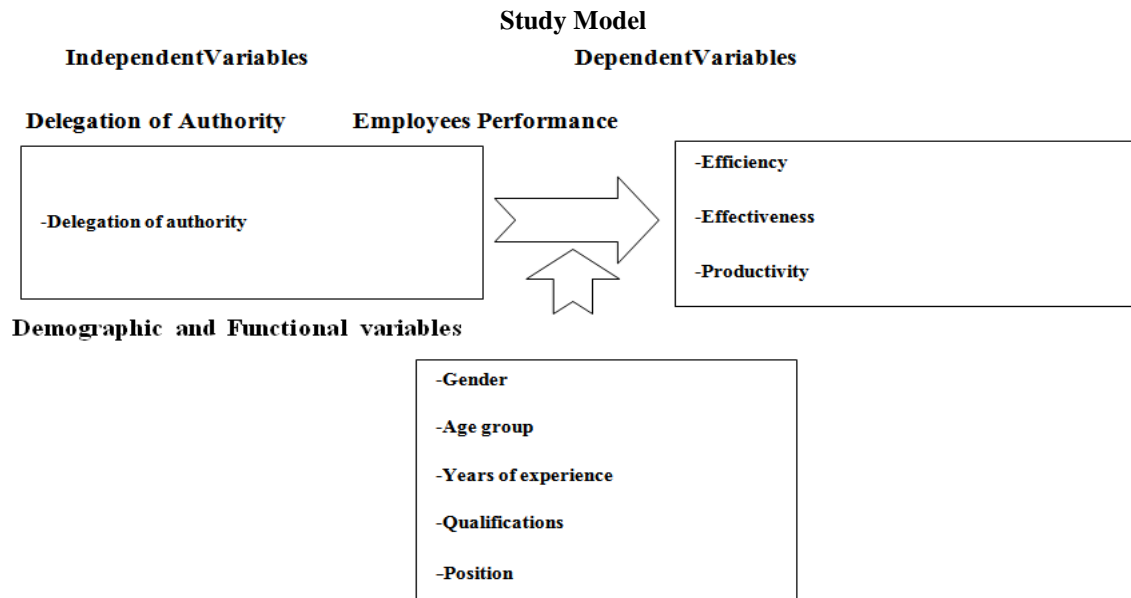 Study Model
IndependentVariables DependentVariables
Delegation of Authority Employees Performance
-Delegation of authority
-Efficiency
-Effectiveness
-Productivity
Demographic and Functional variables
-Gender
-Age group
-Years of experience
-Qualifications
-Position